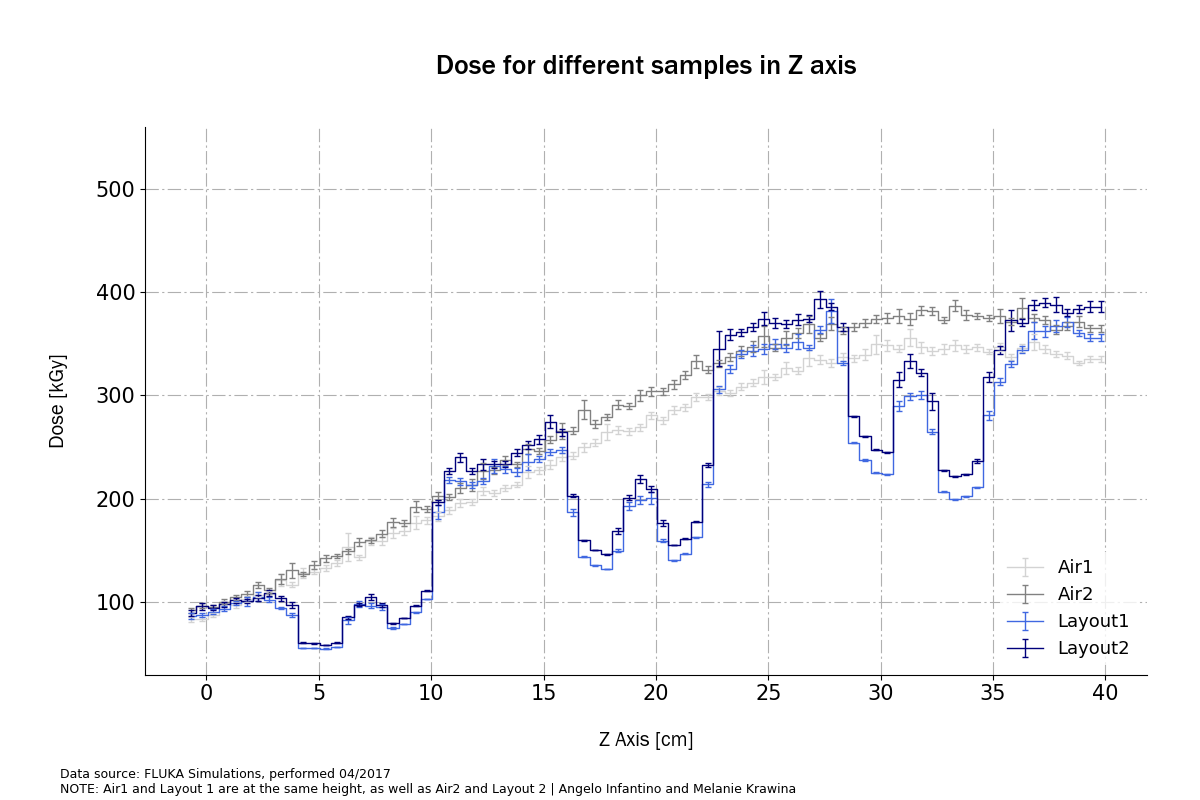 Dose for different samples in Z axis
500
400
300
200
100
Dose [kGy]
Air1
Air2
Layout1
Layout2
0 5 10 15 20 25 30 35 40
Z Axis [cm]
Data source: FLUKA Simulations, performed 04/2017
NOTE: Air1 and Layout 1 are at the same height, as well as Air2 and Layout 2 | Angelo Infantino and Melanie Krawina